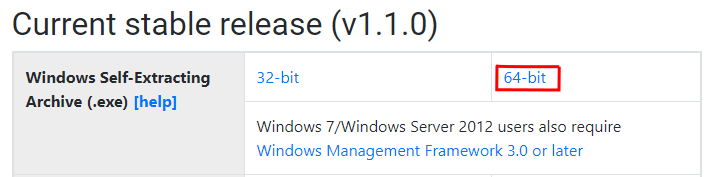 Current stable release (v1.1.0)
Windows Self-Extracting
Archive (.exe) [help]
32-bit
64-bit
Windows 7/Windows Server 2012 users also require
Windows Management Framework 3.0 or later